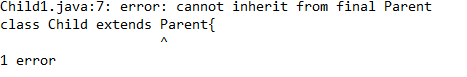 Child1.java:7: error: cannot inherit from final Parent
class Child extends Parent{
^
1 error